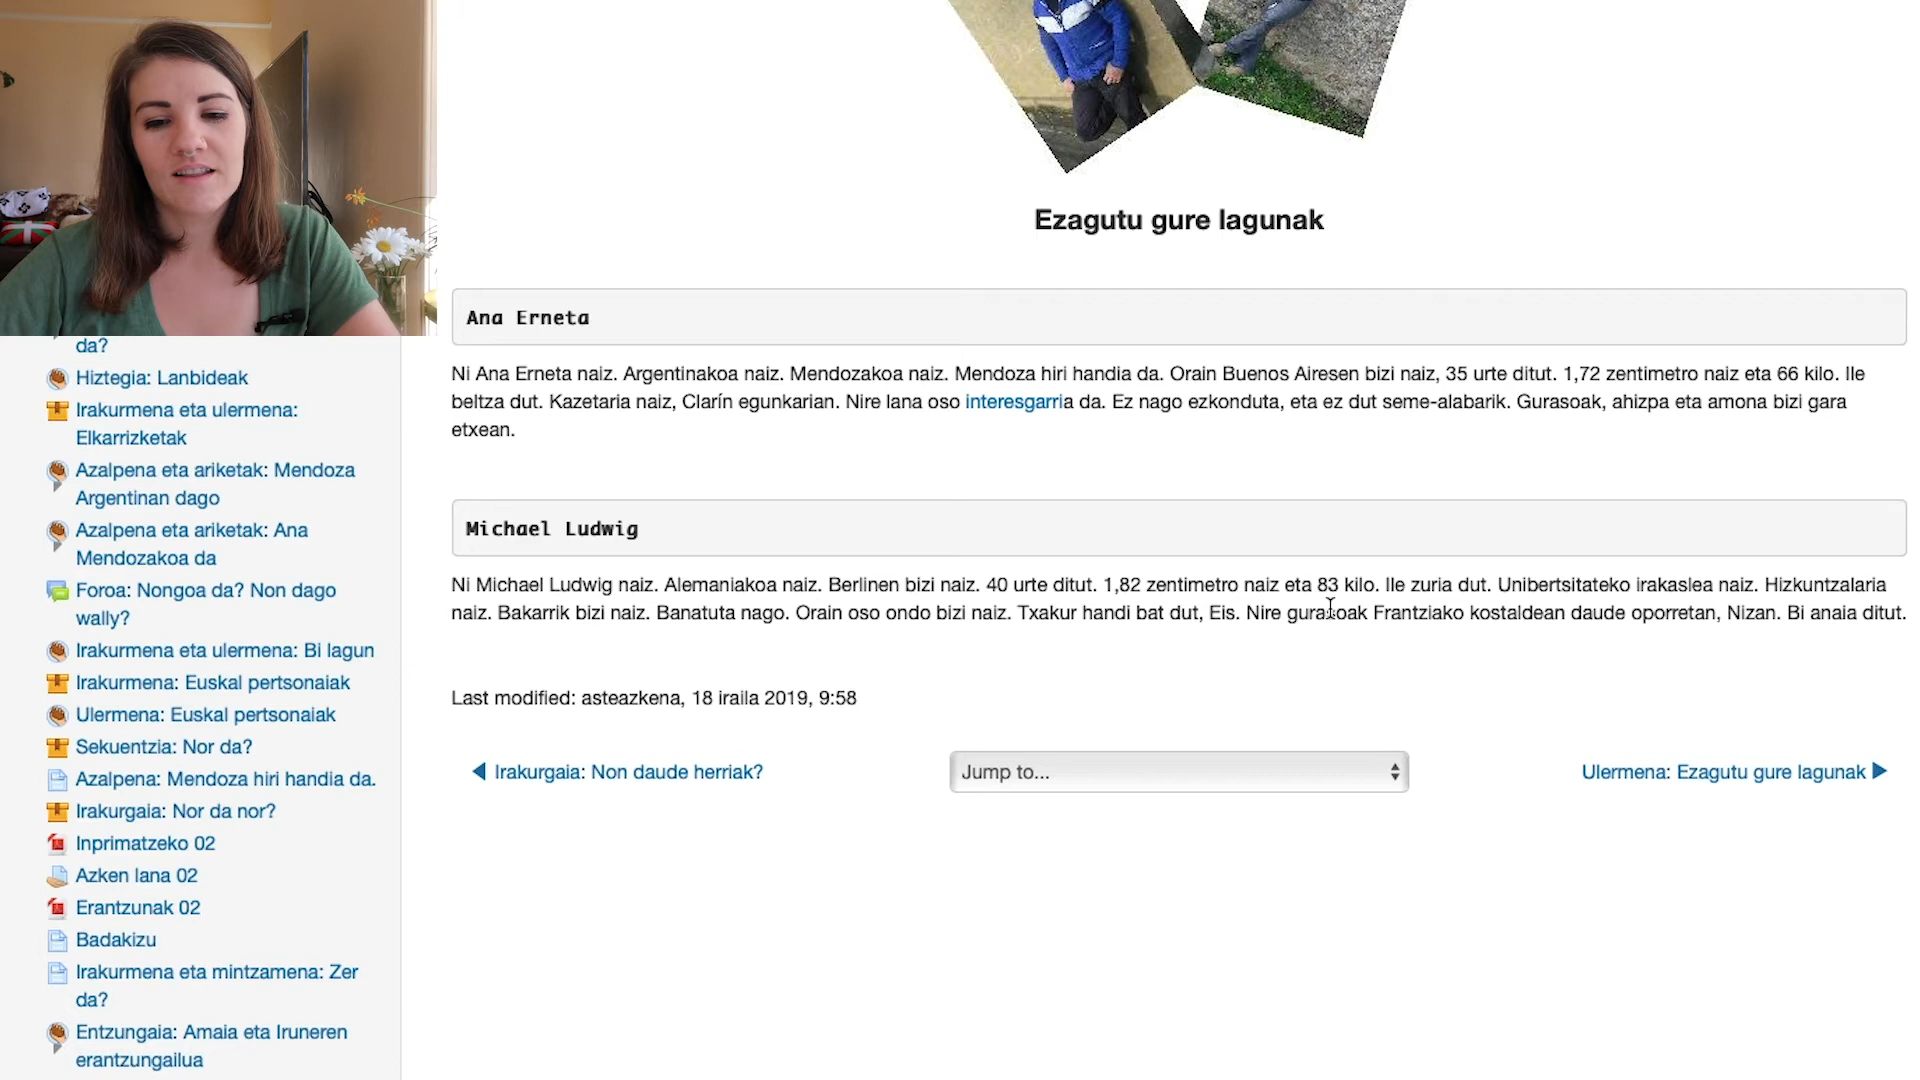 Ezagutu gure lagunak
Ana Erneta
Ni Ana Erneta naiz. Argentinakoa naiz. Mendozakoa naiz. Mendoza hiri handia da. Orain Buenos Airesen bizi naiz, 35 urte ditut. 1,72 zentimetro naiz eta 66 kilo. Ile
beltza dut. Kazetaria naiz, Clarín egunkarian. Nire lana oso interesgarria da. Ez nago ezkonduta, eta ez dut seme-alabarik. Gurasoak, ahizpa eta amona bizi gara
etxean.
Michael Ludwig
Ni Michael Ludwig naiz. Alemaniakoa naiz. Berlinen bizi naiz. 40 urte ditut. 1,82 zentimetro naiz eta 83 kilo. Ile zuria dut. Unibertsitateko irakaslea naiz. Hizkuntzalaria
naiz. Bakarrik bizi naiz. Banatuta nago. Orain oso ondo bizi naiz. Txakur handi bat dut, Eis. Nire gurasoak Frantziako kostaldean daude oporretan, Nizan. Bi anaia ditut.
Last modified: asteazkena, 18 iraila 2019, 9:58
Irakurgaia: Non daude herriak?
Jump to...
Ulermena: Ezagutu gure lagunak
da?
Hiztegia: Lanbideak
Irakurmena eta ulermena:
Elkarrizketak
Azalpena eta ariketak: Mendoza
Argentinan dago
Azalpena eta ariketak: Ana
Mendozakoa da
Foroa: Nongoa da? Non dago
wally?
Irakurmena eta ulermena: Bi lagun
Irakurmena: Euskal pertsonaiak
Ulermena: Euskal pertsonaiak
Sekuentzia: Nor da?
Azalpena: Mendoza hiri handia da.
Irakurgaia: Nor da nor?
Inprimatzeko 02
Azken lana 02
Erantzunak 02
Badakizu
Irakurmena eta mintzamena: Zer
da?
Entzungaia: Amaia eta Iruneren
erantzungailua